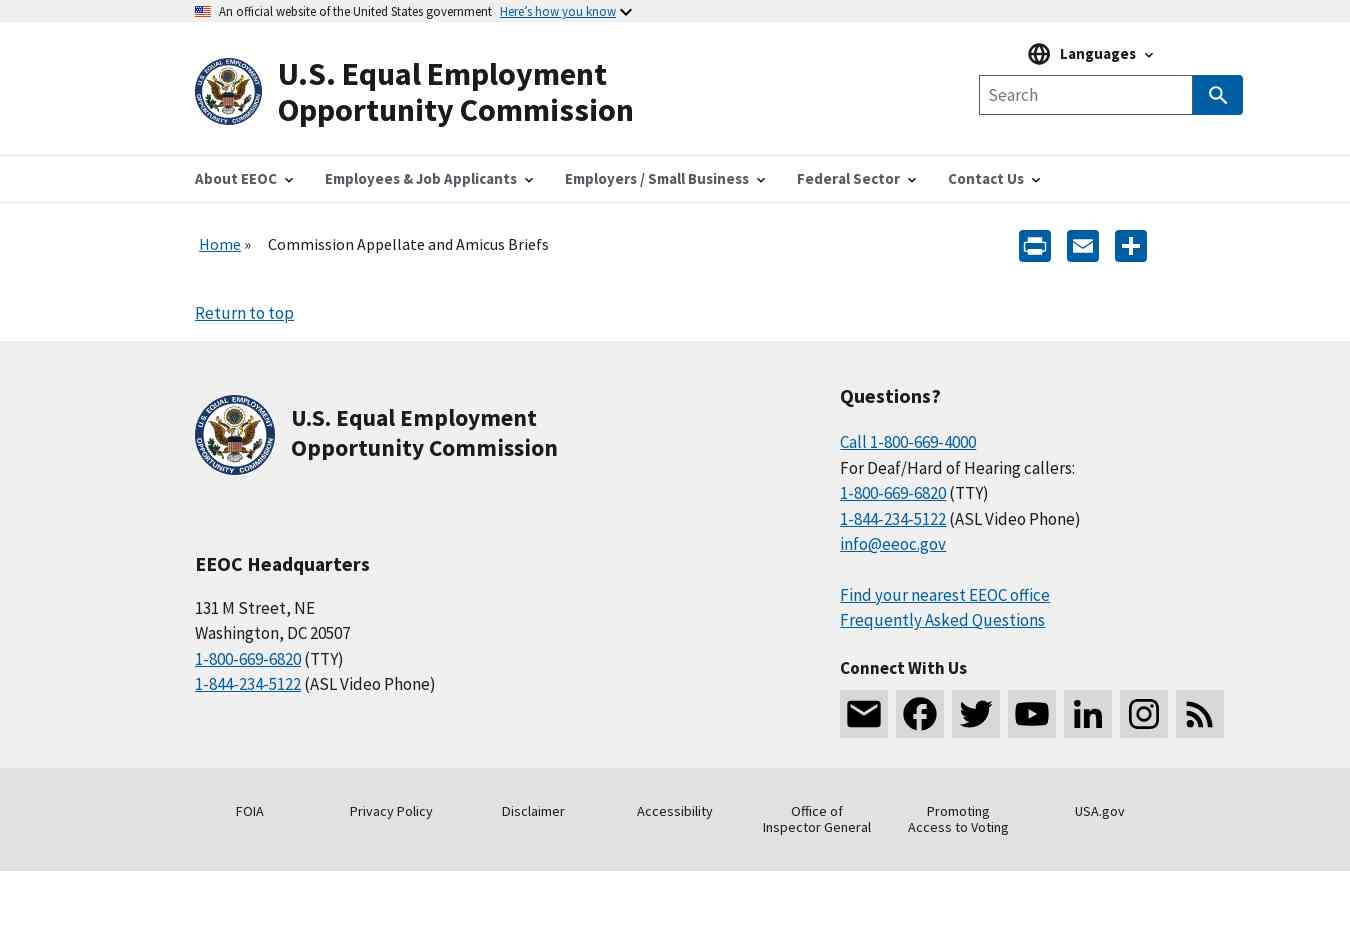 An official website of the United States government Here's how you know
U.S. Equal Employment
Opportunity Commission
Languages
Search
About EEOC
Employees & Job Applicants
Employers / Small Business
Federal Sector
Contact Us
Home » Commission Appellate and Amicus Briefs
Return to top
U.S. Equal Employment
Opportunity Commission
EEOC Headquarters
131 M Street, NE
Washington, DC 20507
1-800-669-6820 (TTY)
1-844-234-5122 (ASL Video Phone)
Questions?
Call 1-800-669-4000
For Deaf/Hard of Hearing callers:
1-800-669-6820 (TTY)
1-844-234-5122 (ASL Video Phone)
info@eeoc.gov
Find your nearest EEOC office
Frequently Asked Questions
Connect With Us
FOIA
Privacy Policy
Disclaimer
Accessibility
Office of
Inspector General
Promoting
Access to Voting
USA.gov